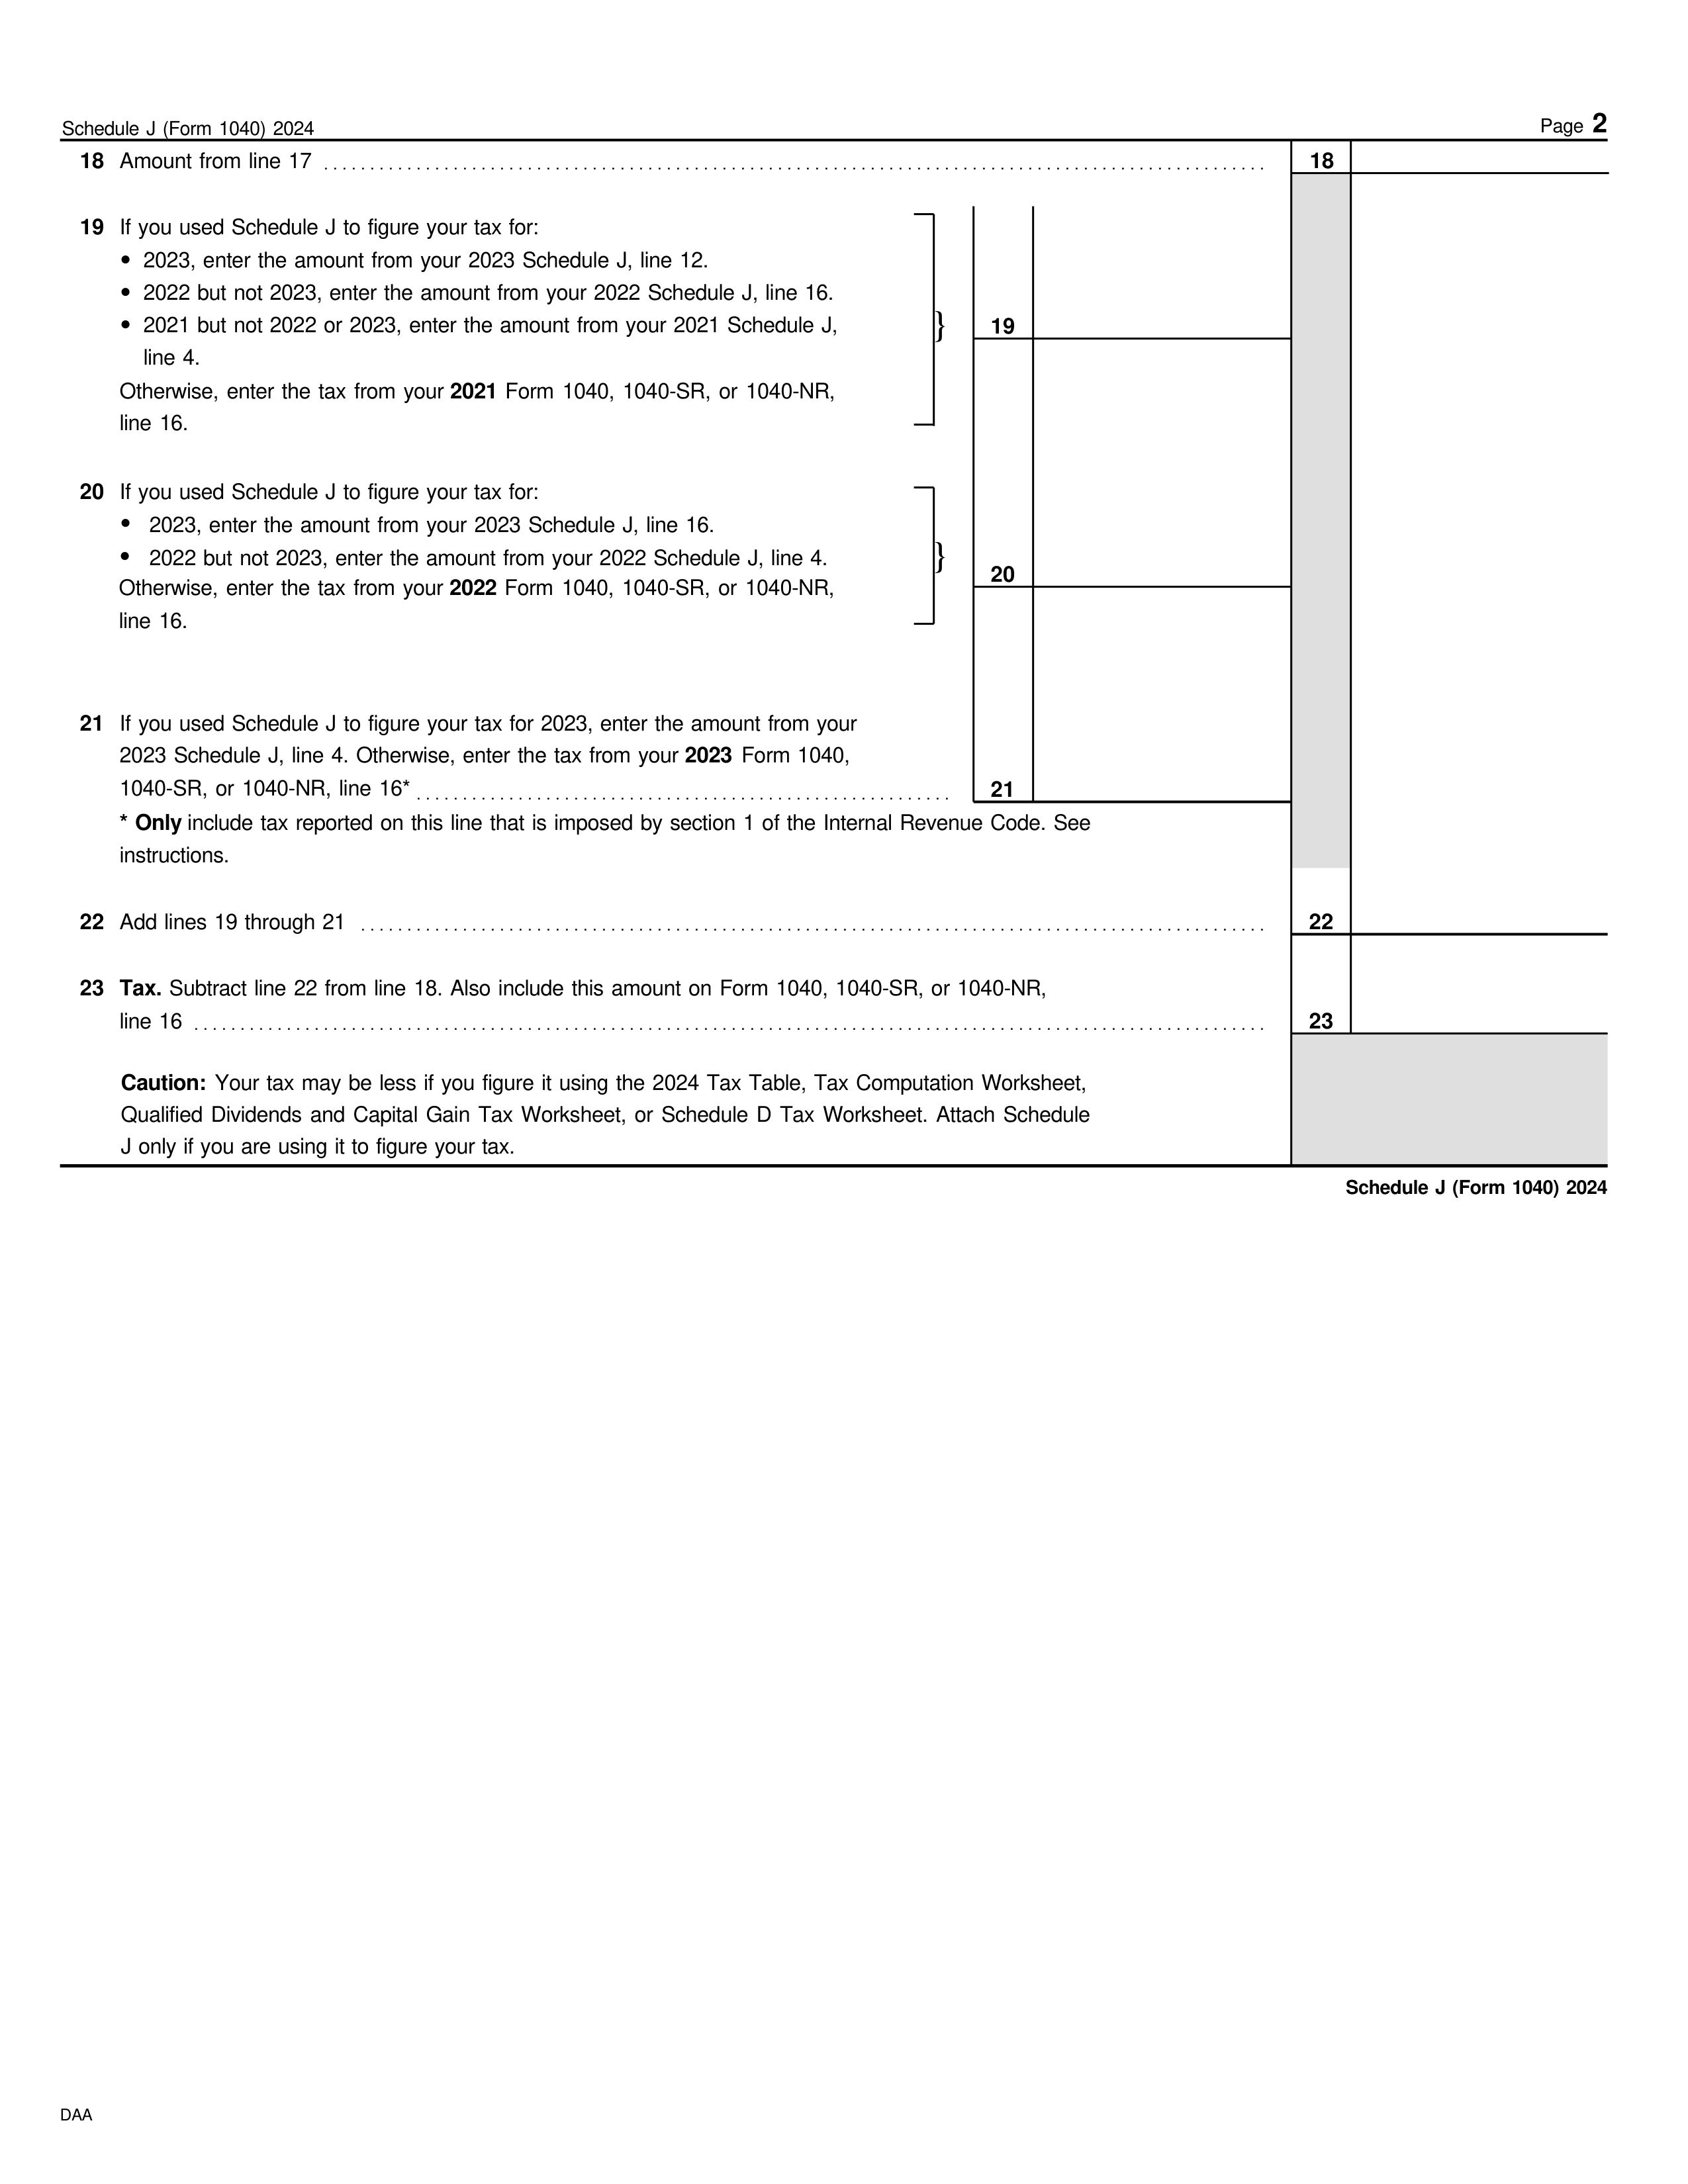 Schedule J (Form 1040) 2024 Page 2
18 Amount from line 17 18
19 If you used Schedule J to figure your tax for:
• 2023, enter the amount from your 2023 Schedule J, line 12.
• 2022 but not 2023, enter the amount from your 2022 Schedule J, line 16.
• 2021 but not 2022 or 2023, enter the amount from your 2021 Schedule J, } 19
line 4.
Otherwise, enter the tax from your 2021 Form 1040, 1040-SR, or 1040-NR,
line 16.
20 If you used Schedule J to figure your tax for:
• 2023, enter the amount from your 2023 Schedule J, line 16.
• 2022 but not 2023, enter the amount from your 2022 Schedule J, line 4. } 20
Otherwise, enter the tax from your 2022 Form 1040, 1040-SR, or 1040-NR,
line 16.
21 If you used Schedule J to figure your tax for 2023, enter the amount from your
2023 Schedule J, line 4. Otherwise, enter the tax from your 2023 Form 1040,
1040-SR, or 1040-NR, line 16* 21
* Only include tax reported on this line that is imposed by section 1 of the Internal Revenue Code. See
instructions.
22 Add lines 19 through 21 22
23 Tax. Subtract line 22 from line 18. Also include this amount on Form 1040, 1040-SR, or 1040-NR,
line 16 23
Caution: Your tax may be less if you figure it using the 2024 Tax Table, Tax Computation Worksheet,
Qualified Dividends and Capital Gain Tax Worksheet, or Schedule D Tax Worksheet. Attach Schedule
J only if you are using it to figure your tax.
Schedule J (Form 1040) 2024
DAA